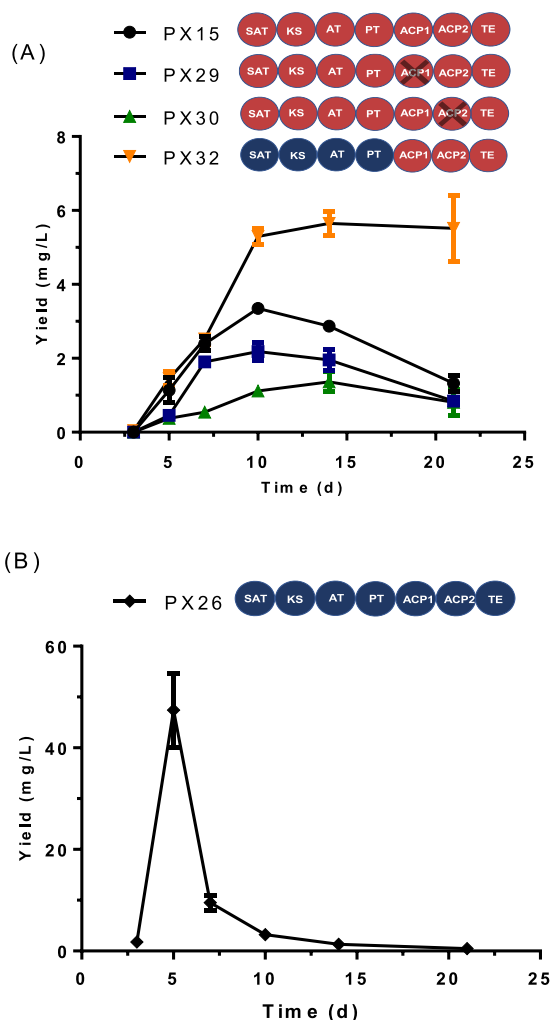 (A)
PX15 SAT KS AT PT ACP1 ACP2 TE
PX29 SAT KS AT PT ACP1 ACP2 TE
PX30 SAT KS AT PT ACP1 ACP2 TE
PX32 SAT KS AT PT ACP1 ACP2 TE
Yield (mg/L)
8
6
4
2
0
0 5 10 15 20 25
Time (d)
(B)
PX26 SAT KS AT PT ACP1 ACP2 TE
Yield (mg/L)
60
40
20
0
0 5 10 15 20 25
Time (d)